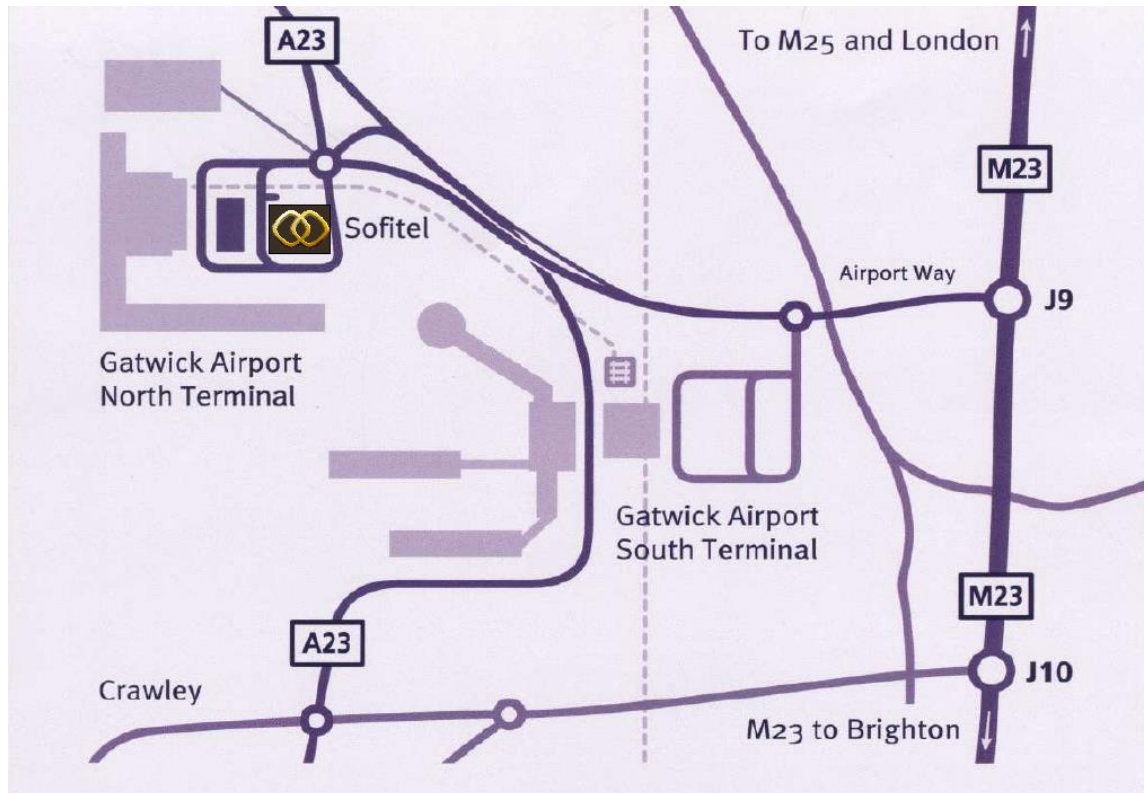 A23
To M25 and London
M23
Sofitel
Airport Way
J9
Gatwick Airport
North Terminal
Gatwick Airport
South Terminal
M23
A23
Crawley
J10
M23 to Brighton